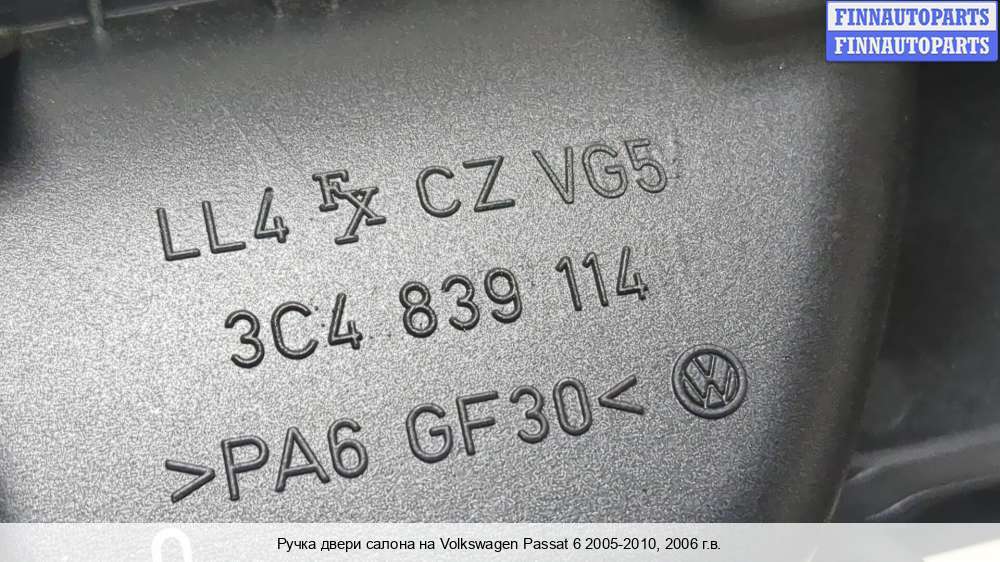 FINNAUTOPARTS
FINNAUTOPARTS
LL4 FX CZ VG5
3C4 839 114
>PA6 GF30<
Ручка двери салона на Volkswagen Passat 6 2005-2010, 2006 г.в.